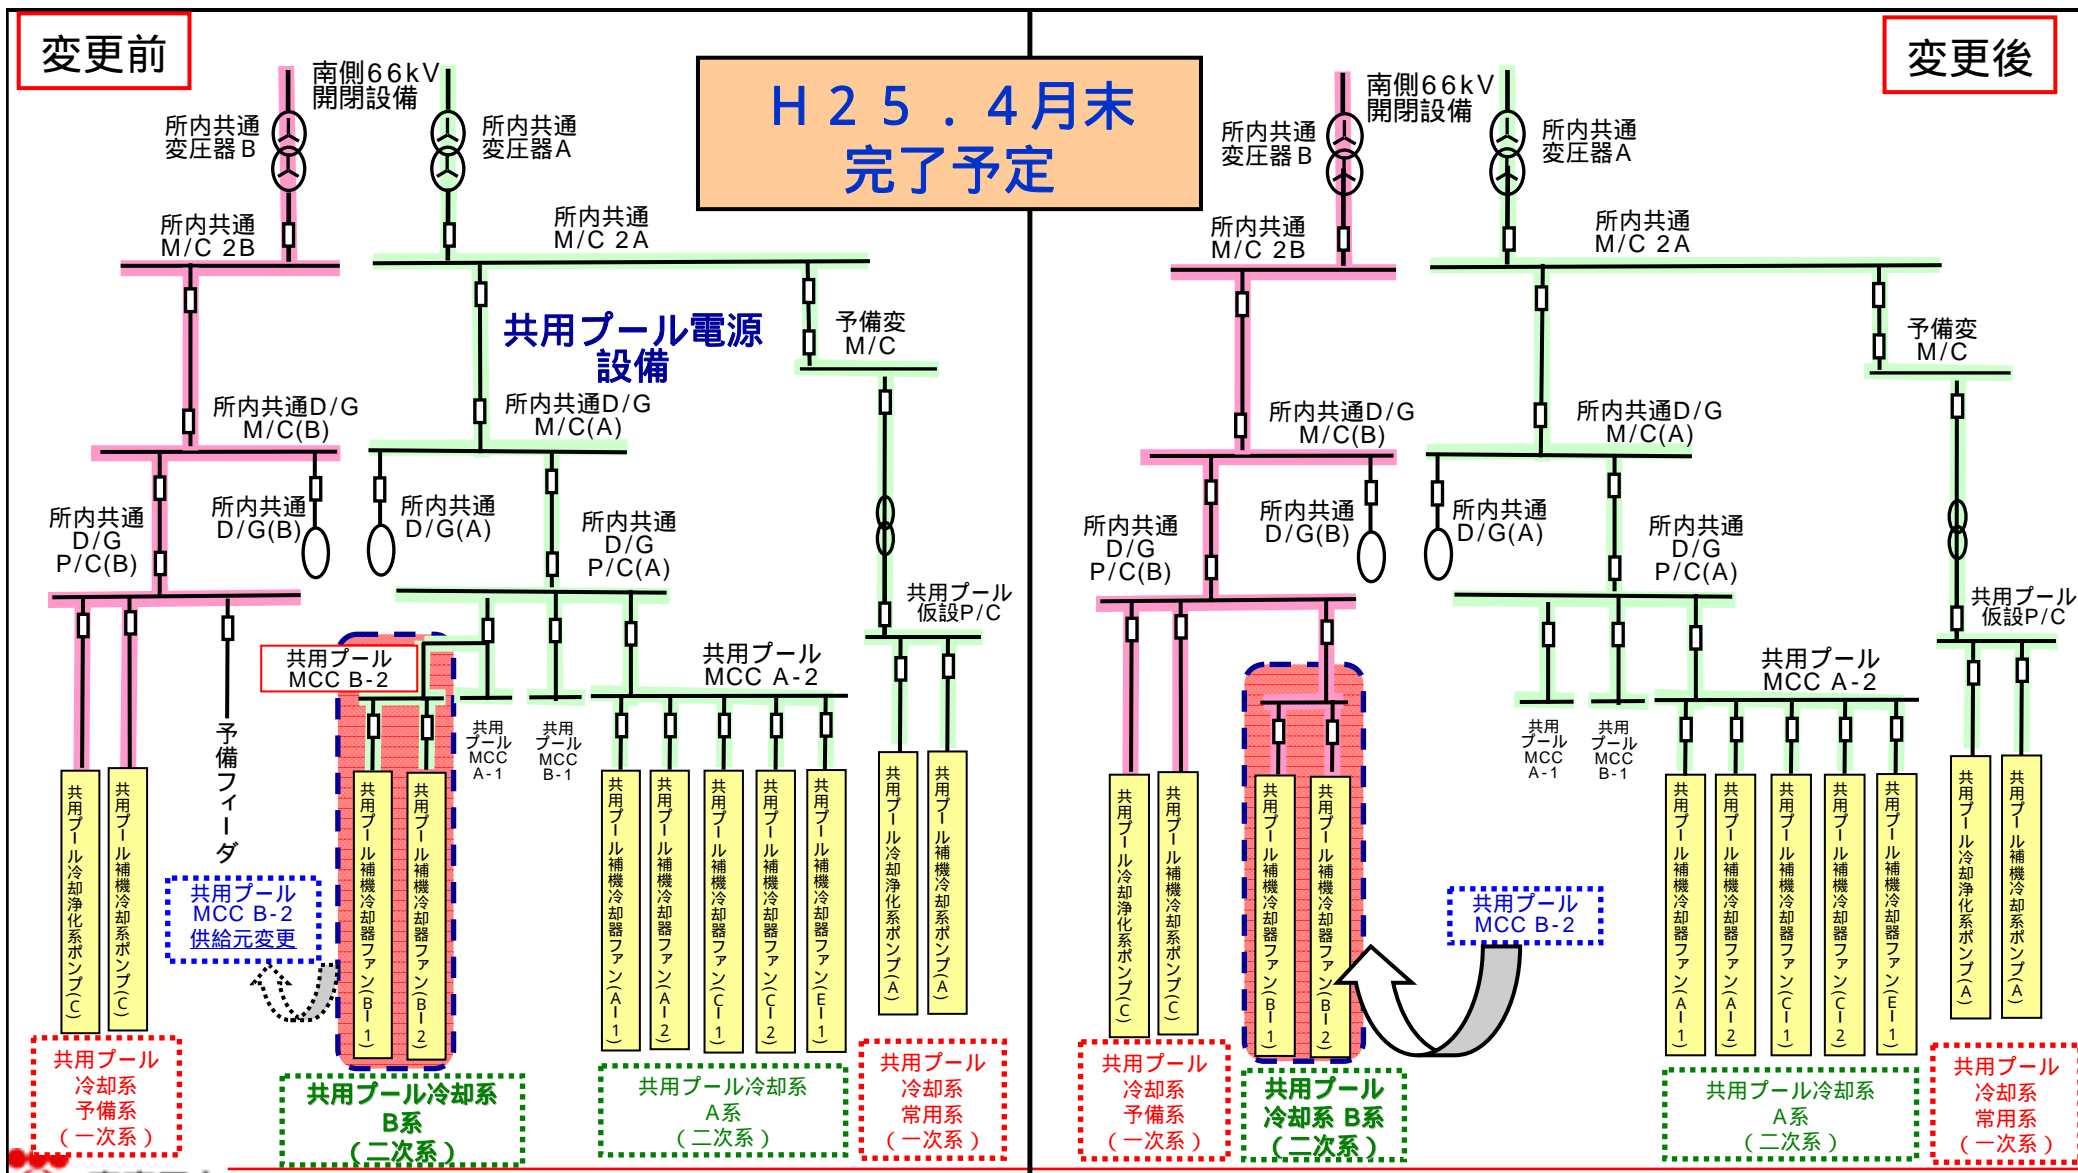 変更前
南側66kV
開閉設備
所内共通
変圧器B
所内共通
変圧器A
所内共通
M/C 2B
所内共通
M/C 2A
共用プール電源
設備
予備変
M/C
所内共通D/G
M/C(B)
所内共通D/G
M/C(A)
所内共通
D/G
P/C(B)
所内共通
D/G(B)
所内共通
D/G(A)
所内共通
D/G
P/C(A)
共用プール
仮設P/C
共用プール
MCC B-2
共用プール
MCC A-2
予備フィーダ
共用
プール
MCC
A-1
共用
プール
MCC
B-1
共用プール冷却浄化系ポンプ(C)
共用プール補機冷却系ポンプ(C)
共用プール補機冷却器ファン(B-1)
共用プール補機冷却器ファン(B-2)
共用プール補機冷却器ファン(A-1)
共用プール補機冷却器ファン(A-2)
共用プール補機冷却器ファン(C-1)
共用プール補機冷却器ファン(C-2)
共用プール補機冷却器ファン(E-1)
共用プール冷却浄化系ポンプ(A)
共用プール補機冷却系ポンプ(A)
共用プール
MCC B-2
供給元変更
共用プール
冷却系
予備系
(一次系)
共用プール冷却系
B系
(二次系)
共用プール冷却系
A系
(二次系)
共用プール
冷却系
常用系
(一次系)
H25.4月末
完了予定
変更後
南側66kV
開閉設備
所内共通
変圧器B
所内共通
変圧器A
所内共通
M/C 2B
所内共通
M/C 2A
予備変
M/C
所内共通D/G
M/C(B)
所内共通D/G
M/C(A)
所内共通
D/G
P/C(B)
所内共通
D/G(B)
所内共通
D/G(A)
所内共通
D/G
P/C(A)
共用プール
仮設P/C
共用プール
MCC A-2
共用
プール
MCC
A-1
共用
プール
MCC
B-1
共用プール冷却浄化系ポンプ(C)
共用プール補機冷却系ポンプ(C)
共用プール補機冷却器ファン(B-1)
共用プール補機冷却器ファン(B-2)
共用プール補機冷却器ファン(A-1)
共用プール補機冷却器ファン(A-2)
共用プール補機冷却器ファン(C-1)
共用プール補機冷却器ファン(C-2)
共用プール補機冷却器ファン(E-1)
共用プール冷却浄化系ポンプ(A)
共用プール補機冷却系ポンプ(A)
共用プール
MCC B-2
共用プール
冷却系
予備系
(一次系)
共用プール
冷却系 B系
(二次系)
共用プール冷却系
A系
(二次系)
共用プール
冷却系
常用系
(一次系)